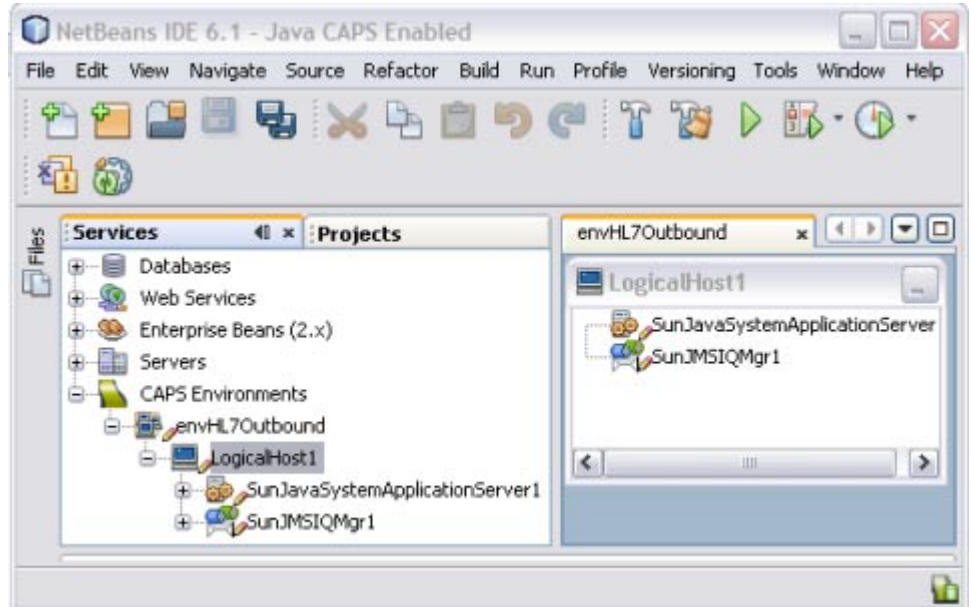 NetBeans IDE 6.1 - Java CAPS Enabled
File Edit View Navigate Source Refactor Build Run Profile Versioning Tools Window Help
Files
Services
Projects
Databases
Web Services
Enterprise Beans (2.x)
Servers
CAPS Environments
envHL7Outbound
LogicalHost1
SunJavaSystemApplicationServer1
SunJMSIQMgr1
envHL7Outbound
LogicalHost1
SunJavaSystemApplicationServer
SunJMSIQMgr1